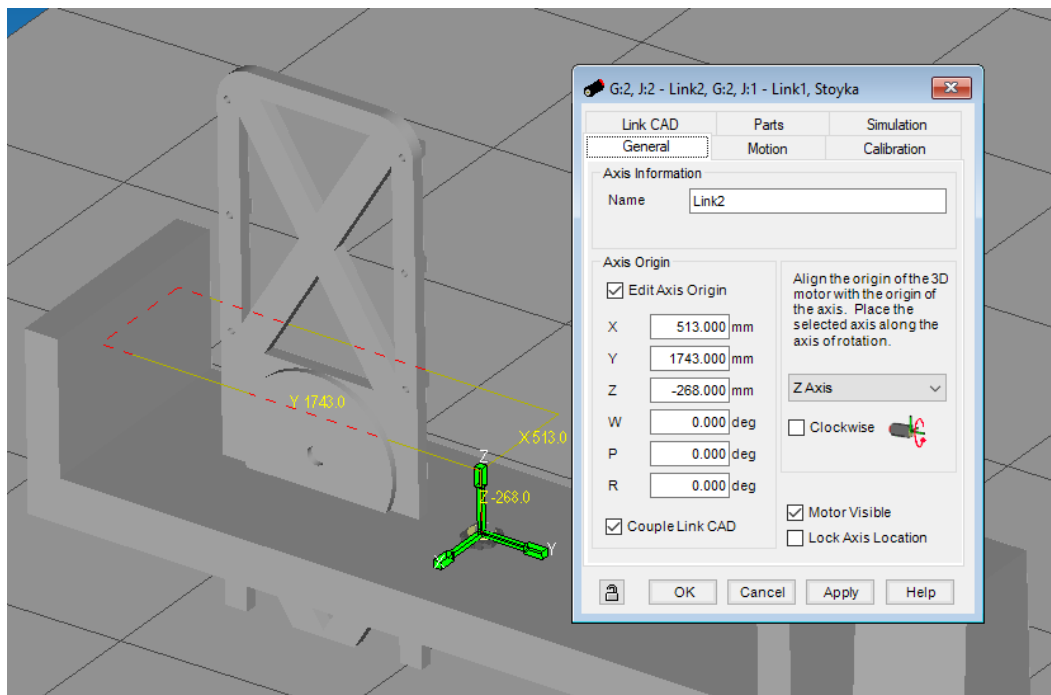 G:2, J:2 - Link2, G:2, J:1 - Link1, Stoyka
Link CAD
Parts
Simulation
General
Motion
Calibration
Axis Information
Name
Link2
Axis Origin
Edit Axis Origin
X 513.000 mm
Y 1743.000 mm
Z -268.000 mm
W 0.000 deg
P 0.000 deg
R 0.000 deg
Couple Link CAD
Align the origin of the 3D
motor with the origin of
the axis. Place the
selected axis along the
axis of rotation.
Z Axis
Clockwise
Motor Visible
Lock Axis Location
OK
Cancel
Apply
Help
Y 1743.0
X 513.0
Z
Z -268.0
Y